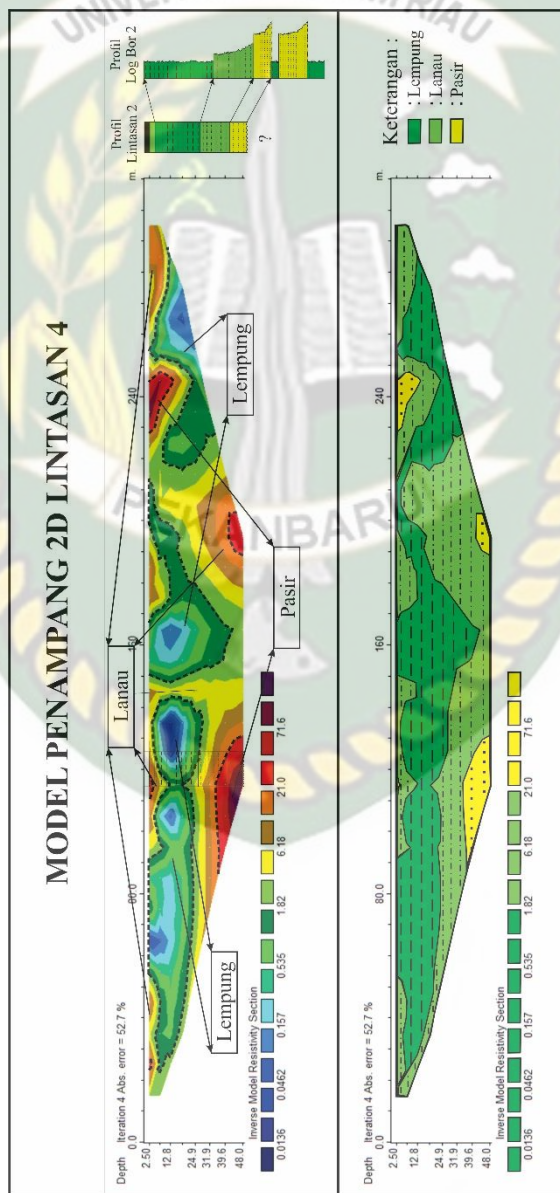 MODEL PENAMPANG 2D LINTASAN 4
Lanau
Profil
Lintasan 2
Profil
Log Bor 2
?
Depth Iteration 4 Abs. error = 52.7 %
0.0 80.0 160 240 m.
2.50
12.8
24.9
31.9
39.6
48.0
Lempung
Lempung
Pasir
Inverse Model Resistivity Section
0.0136 0.0462 0.157 0.535 1.82 6.18 21.0 71.6
Depth Iteration 4 Abs. error = 52.7 %
0.0 80.0 160 240 m.
2.50
12.8
24.9
31.9
39.6
48.0
Inverse Model Resistivity Section
0.0136 0.0462 0.157 0.535 1.82 6.18 21.0 71.6
Keterangan :
: Lempung
: Lanau
: Pasir
RIAU
PEKANBARU